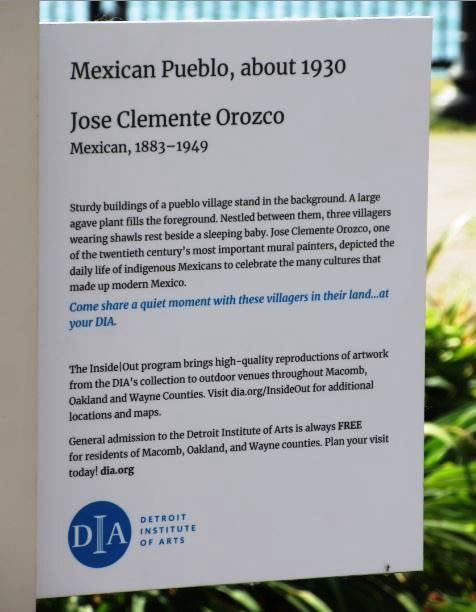 Mexican Pueblo, about 1930
Jose Clemente Orozco
Mexican, 1883–1949
Sturdy buildings of a pueblo village stand in the background. A large
agave plant fills the foreground. Nestled between them, three villagers
wearing shawls rest beside a sleeping baby. Jose Clemente Orozco, one
of the twentieth century's most important mural painters, depicted the
daily life of indigenous Mexicans to celebrate the many cultures that
made up modern Mexico.
Come share a quiet moment with these villagers in their land...at
your DIA.
The Inside|Out program brings high-quality reproductions of artwork
from the DIA's collection to outdoor venues throughout Macomb,
Oakland and Wayne Counties. Visit dia.org/InsideOut for additional
locations and maps.
General admission to the Detroit Institute of Arts is always FREE
for residents of Macomb, Oakland, and Wayne counties. Plan your visit
today! dia.org
DIA
DETROIT
INSTITUTE
OF ARTS